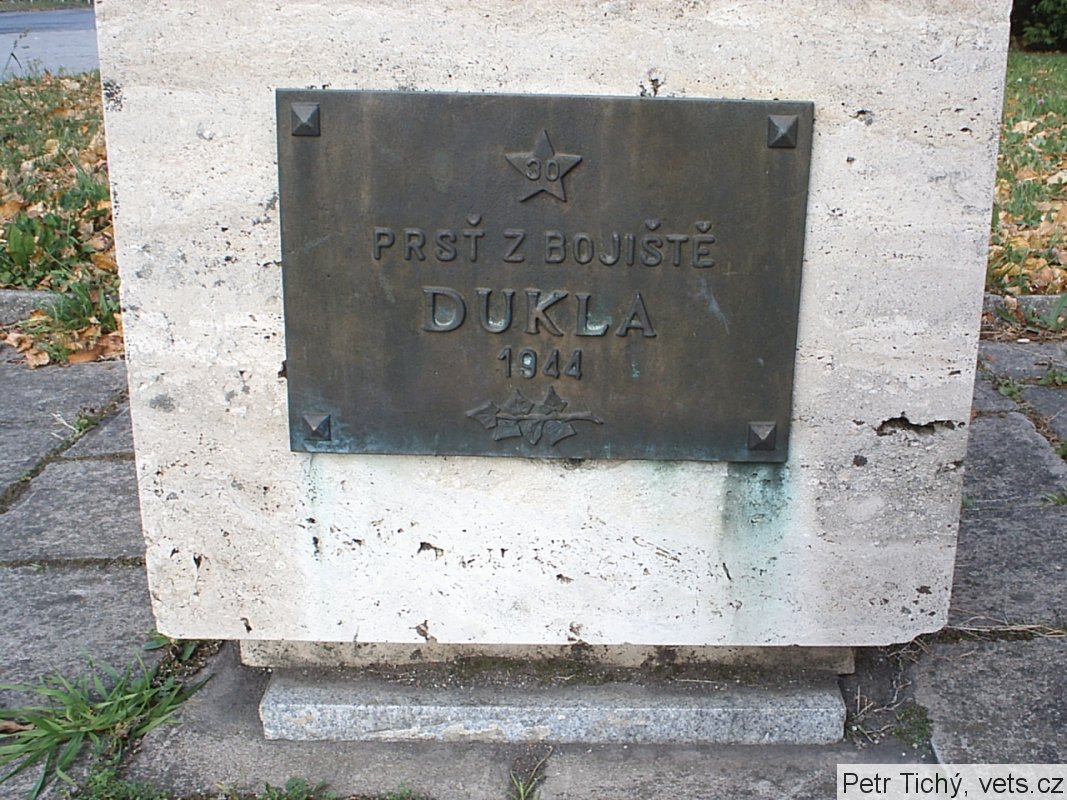 30
PRSŤ Z BOJIŠTĚ
DUKLA
1944
Petr Tichý, vets.cz